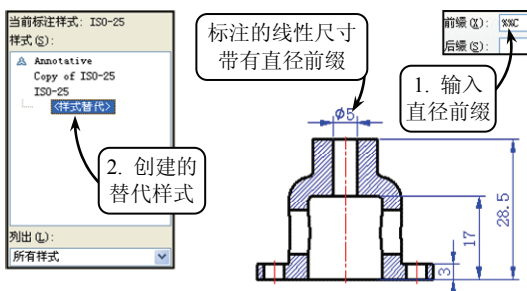 当前标注样式: ISO-25
样式(S):
Annotative
Copy of ISO-25
ISO-25
<样式替代>
2. 创建的
替代样式
列出(L):
所有样式
标注的线性尺寸
带有直径前缀
前缀(X): %%C
后缀(S):
1. 输入
直径前缀
ϕ5
28.5
17
3